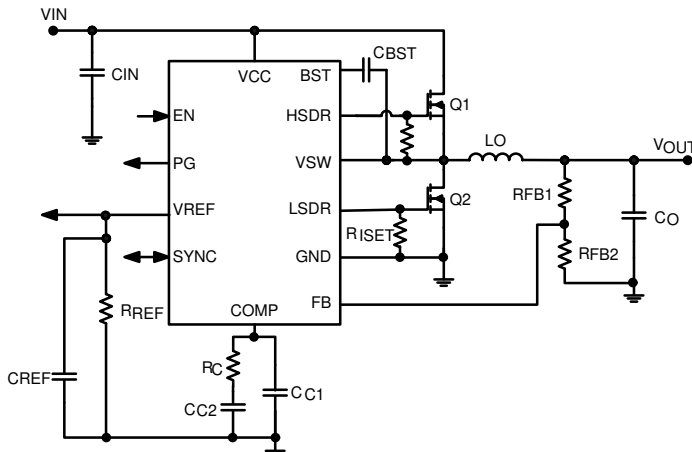 VIN
CIN
VCC
BST
CBST
EN
HSDR
Q1
PG
VSW
LO
VOUT
VREF
LSDR
Q2
RFB1
CO
RISET
SYNC
GND
RFB2
RREF
COMP
FB
CREF
RC
CC2
CC1